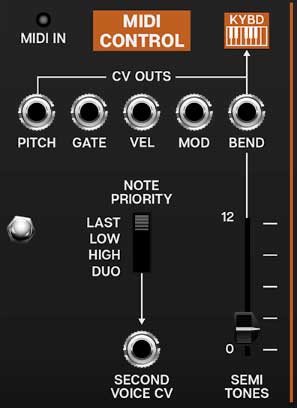 MIDI IN
MIDI
CONTROL
KYBD
CV OUTS
PITCH GATE VEL MOD BEND
NOTE
PRIORITY
LAST
LOW
HIGH
DUO
12
0
SECOND
VOICE CV
SEMI
TONES